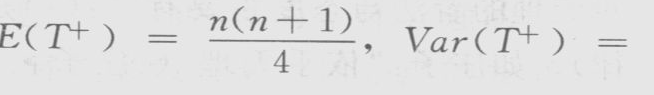 E(T⁺) = n(n+1)/4, Var(T⁺) =